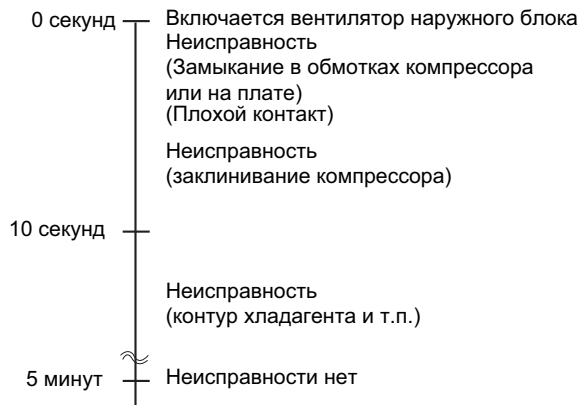 0 секунд
Включается вентилятор наружного блока
Неисправность
(Замыкание в обмотках компрессора
или на плате)
(Плохой контакт)
Неисправность
(заклинивание компрессора)
10 секунд
Неисправность
(контур хладагента и т.п.)
5 минут
Неисправности нет